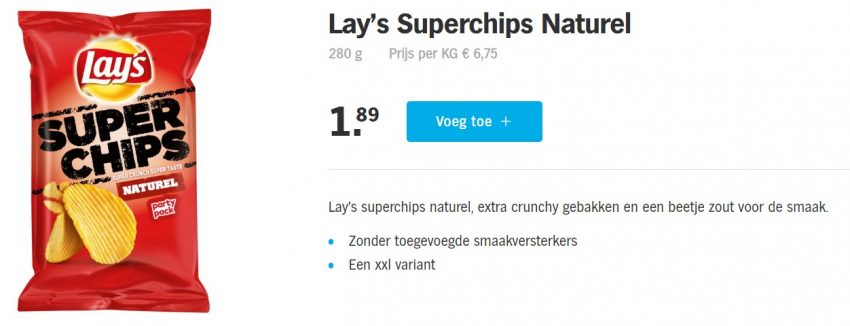 Lay's Superchips Naturel
280 g Prijs per KG € 6,75
1.89
Voeg toe +
Lay's superchips naturel, extra crunchy gebakken en een beetje zout voor de smaak.
• Zonder toegevoegde smaakversterkers
• Een xxl variant
Lay's
SUPER
CHIPS
SUPER CRUNCH SUPER TASTE
NATUREL
party
pack